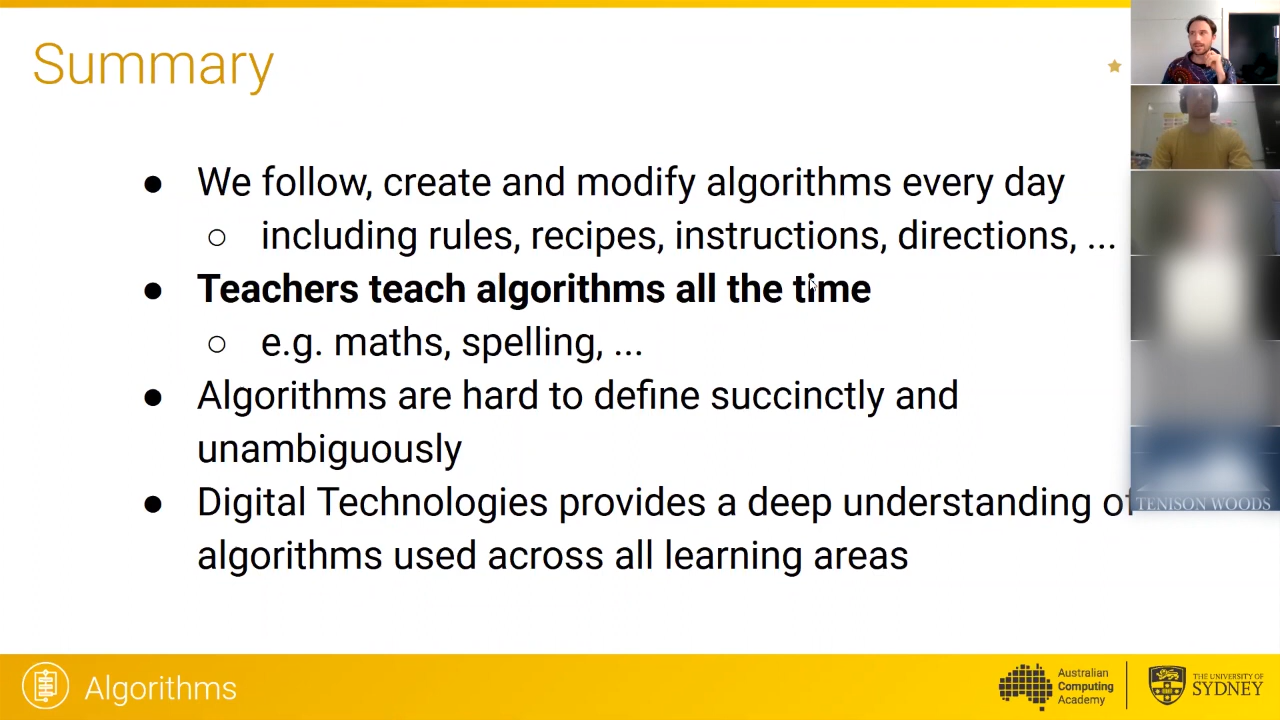 Summary
● We follow, create and modify algorithms every day
○ including rules, recipes, instructions, directions, ...
● Teachers teach algorithms all the time
○ e.g. maths, spelling, ...
● Algorithms are hard to define succinctly and
unambiguously
● Digital Technologies provides a deep understanding of
algorithms used across all learning areas
TENISON WOODS
Algorithms
Australian
Computing
Academy
THE UNIVERSITY OF
SYDNEY